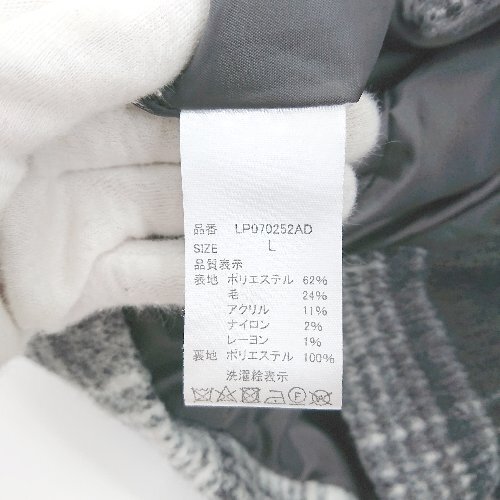 品番 LP070252AD
SIZE L
品質表示
表地 ポリエステル 62%
毛 24%
アクリル 11%
ナイロン 2%
レーヨン 1%
裏地 ポリエステル 100%
洗濯絵表示